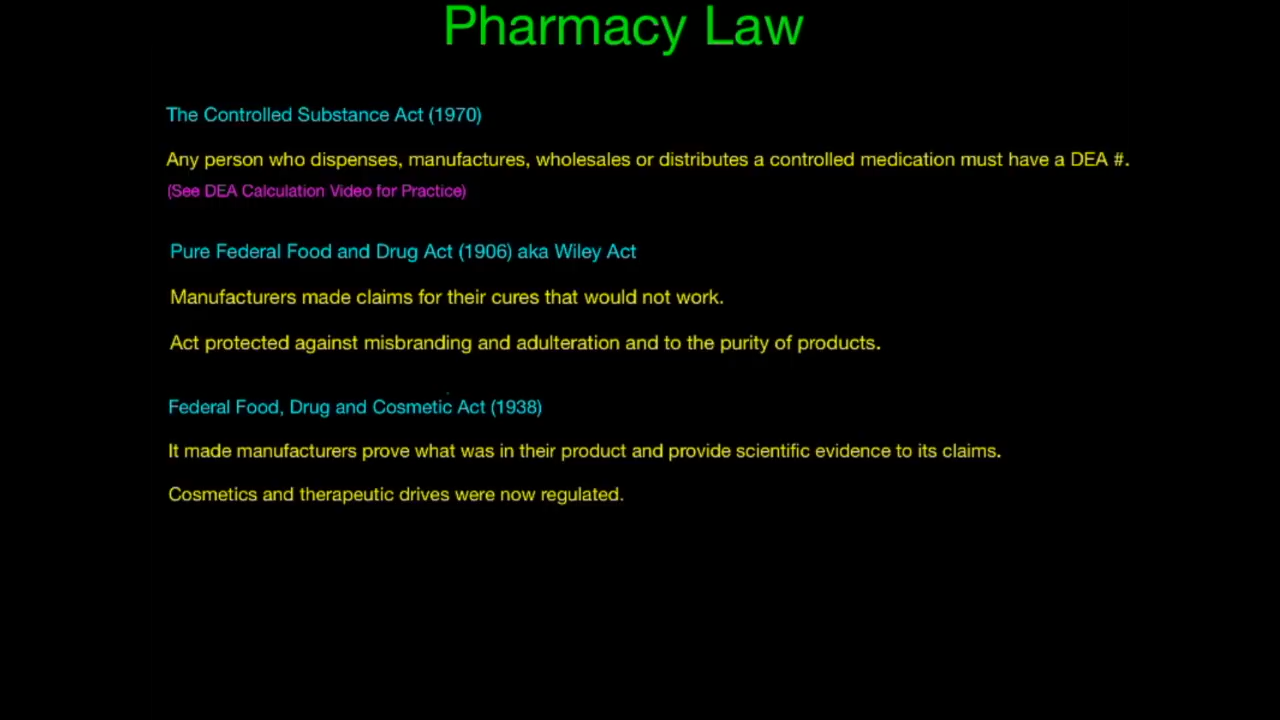 Pharmacy Law
The Controlled Substance Act (1970)
Any person who dispenses, manufactures, wholesales or distributes a controlled medication must have a DEA #.
(See DEA Calculation Video for Practice)
Pure Federal Food and Drug Act (1906) aka Wiley Act
Manufacturers made claims for their cures that would not work.
Act protected against misbranding and adulteration and to the purity of products.
Federal Food, Drug and Cosmetic Act (1938)
It made manufacturers prove what was in their product and provide scientific evidence to its claims.
Cosmetics and therapeutic drives were now regulated.